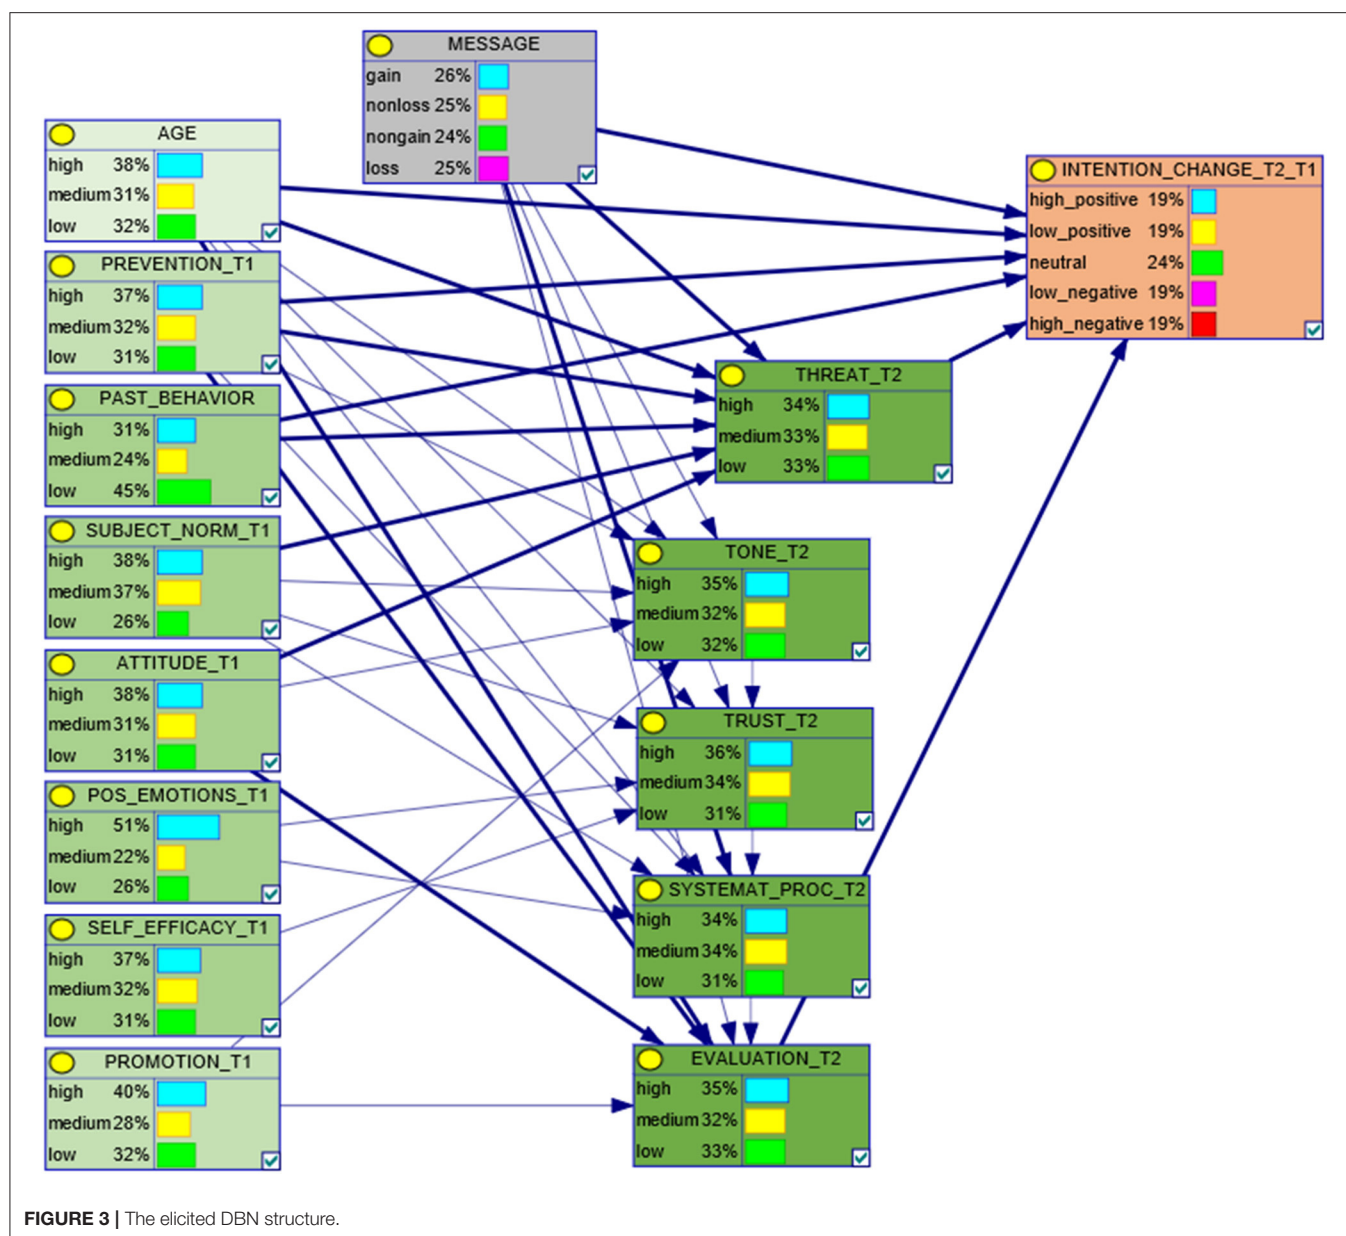 MESSAGE
gain 26%
nonloss 25%
nongain 24%
loss 25%
AGE
high 38%
medium 31%
low 32%
PREVENTION_T1
high 37%
medium 32%
low 31%
PAST_BEHAVIOR
high 31%
medium 24%
low 45%
SUBJECT_NORM_T1
high 38%
medium 37%
low 26%
ATTITUDE_T1
high 38%
medium 31%
low 31%
POS_EMOTIONS_T1
high 51%
medium 22%
low 26%
SELF_EFFICACY_T1
high 37%
medium 32%
low 31%
PROMOTION_T1
high 40%
medium 28%
low 32%
INTENTION_CHANGE_T2_T1
high_positive 19%
low_positive 19%
neutral 24%
low_negative 19%
high_negative 19%
THREAT_T2
high 34%
medium 33%
low 33%
TONE_T2
high 35%
medium 32%
low 32%
TRUST_T2
high 36%
medium 34%
low 31%
SYSTEMAT_PROC_T2
high 34%
medium 34%
low 31%
EVALUATION_T2
high 35%
medium 32%
low 33%
FIGURE 3 | The elicited DBN structure.